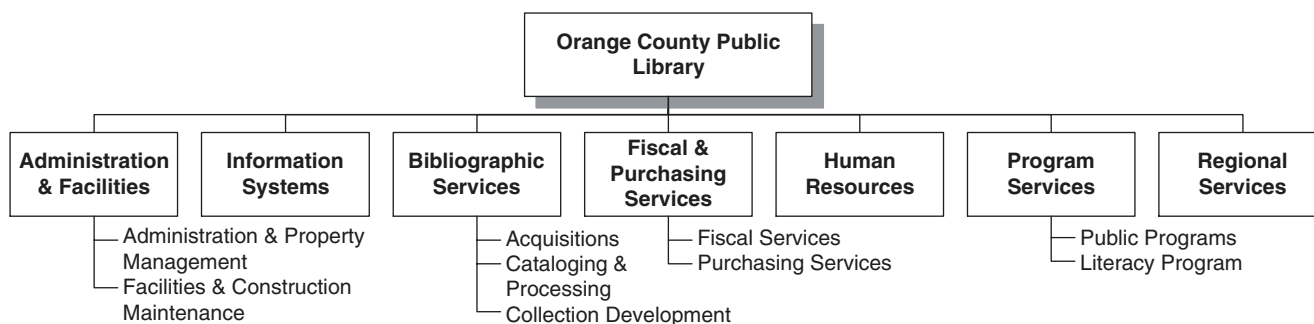 Orange County Public
Library
Administration
& Facilities
Information
Systems
Bibliographic
Services
Fiscal &
Purchasing
Services
Human
Resources
Program
Services
Regional
Services
Administration & Property
Management
Facilities & Construction
Maintenance
Acquisitions
Cataloging &
Processing
Collection Development
Fiscal Services
Purchasing Services
Public Programs
Literacy Program